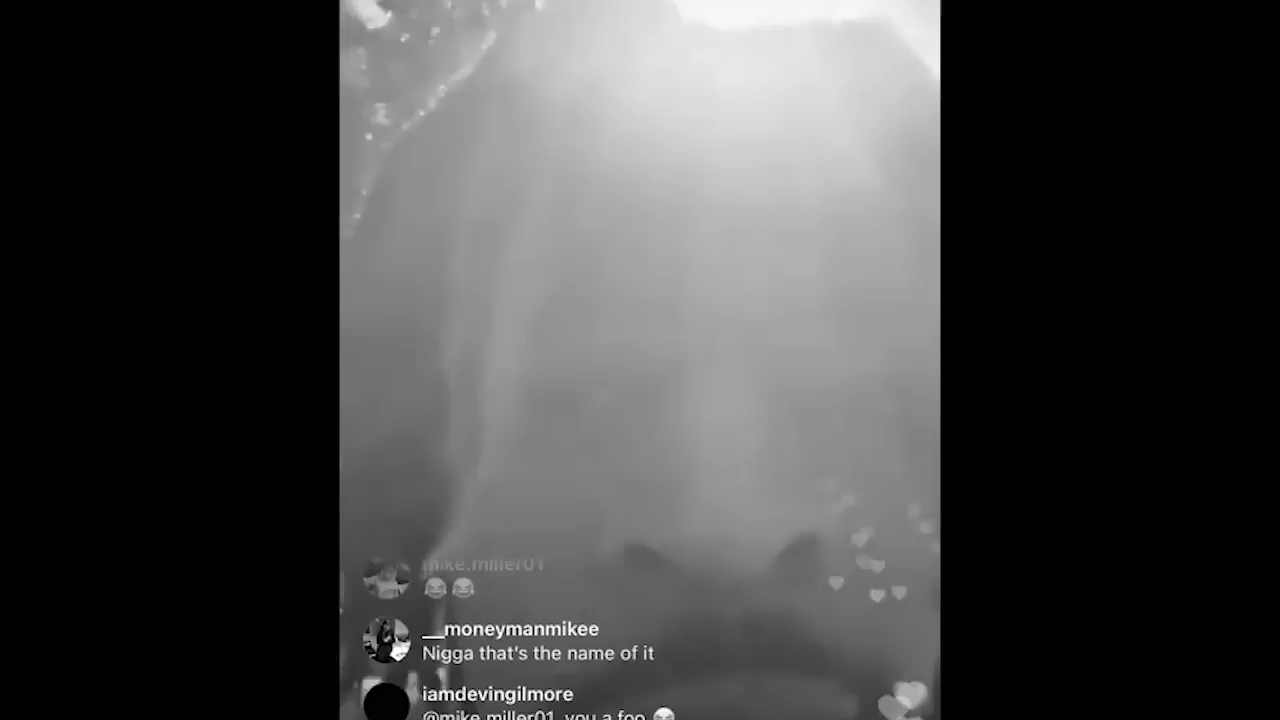 mike.miller01
😂😂
__moneymanmikee
Nigga that's the name of it
iamdevingilmore
@mike.miller01 you a foo 😂